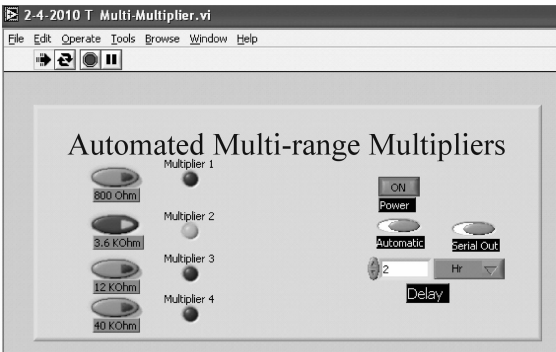 2-4-2010 T Multi-Multiplier.vi
File Edit Operate Tools Browse Window Help
Automated Multi-range Multipliers
Multiplier 1
800 Ohm
Multiplier 2
3.6 KOhm
Multiplier 3
12 KOhm
Multiplier 4
40 KOhm
ON
Power
Automatic
Serial Out
2
Hr
Delay